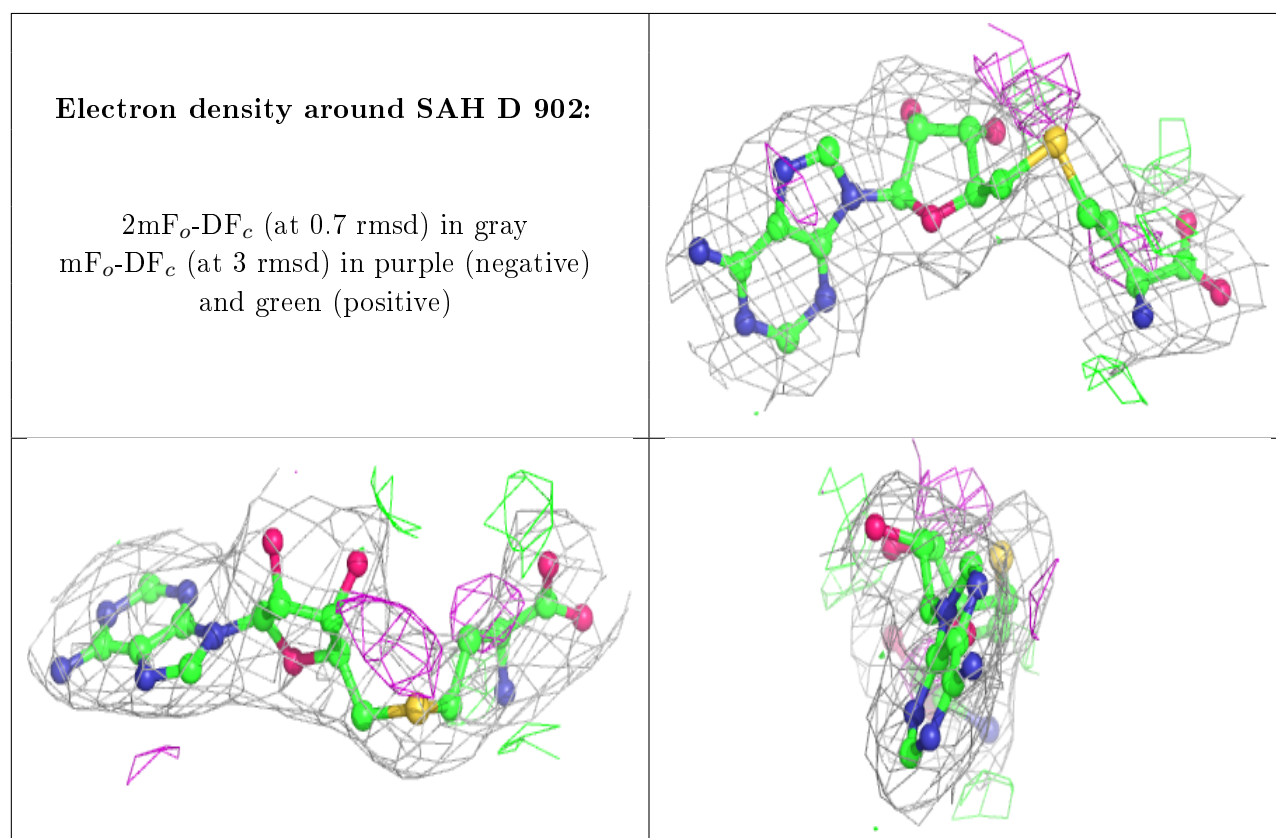 Electron density around SAH D 902:
2mFₒ-DF𝑐 (at 0.7 rmsd) in gray
mFₒ-DF𝑐 (at 3 rmsd) in purple (negative)
and green (positive)